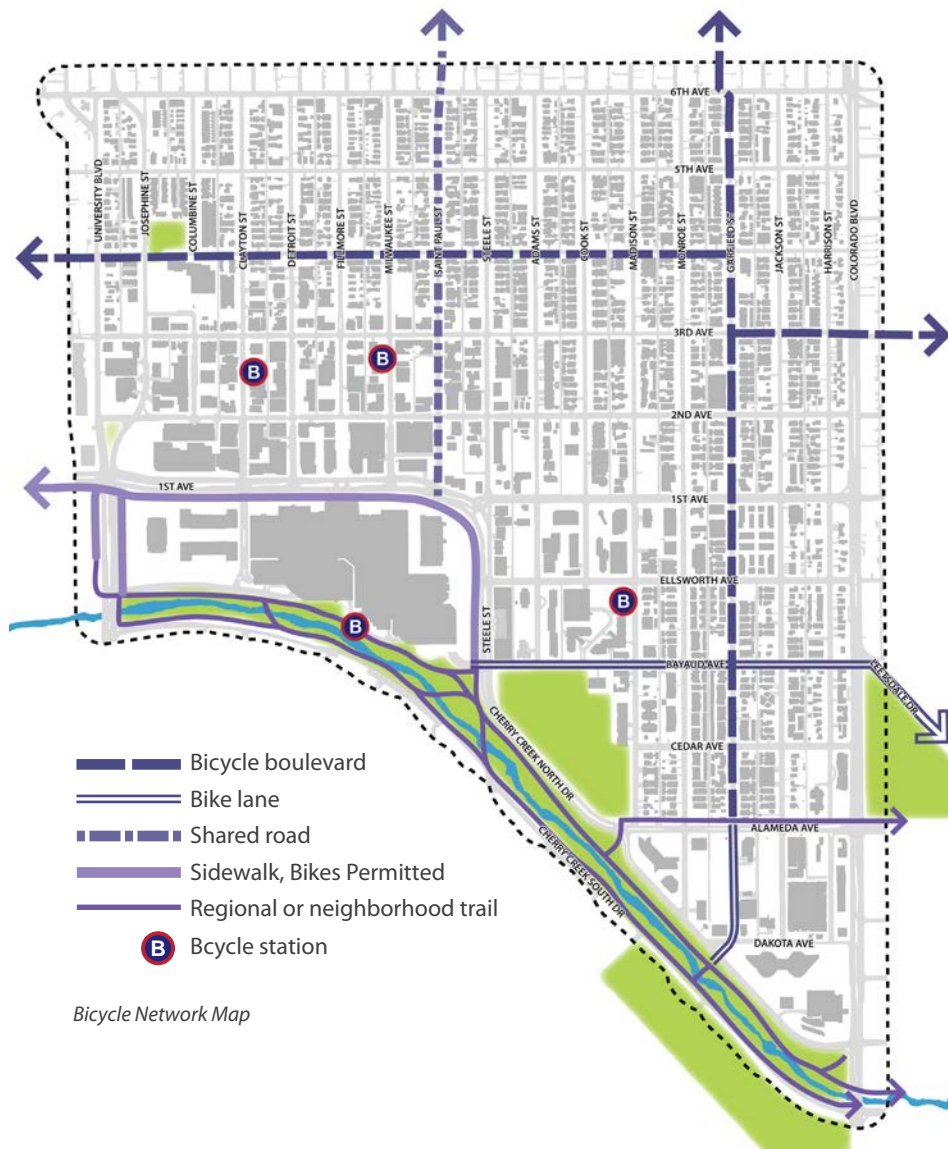 6TH AVE
5TH AVE
UNIVERSITY BLVD
JOSEPHINE ST
COLUMBINE ST
CLAYTON ST
DETROIT ST
FILLMORE ST
MILWAUKEE ST
SAINT PAUL ST
STEELE ST
ADAMS ST
COOK ST
MADISON ST
MONROE ST
GARFIELD ST
JACKSON ST
HARRISON ST
COLORADO BLVD
3RD AVE
B
B
2ND AVE
1ST AVE
1ST AVE
ELLSWORTH AVE
B
B
STEELE ST
BAYAUD AVE
LEETSDALE DR
CHERRY CREEK NORTH DR
CEDAR AVE
ALAMEDA AVE
CHERRY CREEK SOUTH DR
DAKOTA AVE
Bicycle boulevard
Bike lane
Shared road
Sidewalk, Bikes Permitted
Regional or neighborhood trail
B Bcycle station
Bicycle Network Map